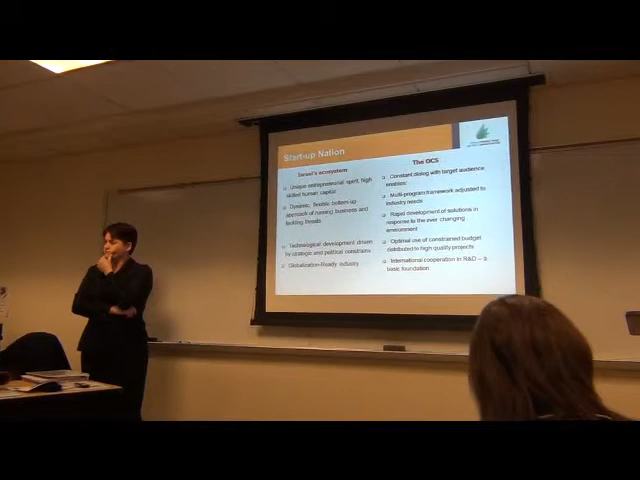 Start-up Nation
Israel's ecosystem
Unique entrepreneurial spirit, high
skilled human capital
Dynamic, flexible bottom-up
approach of running business and
tackling threats
Technological development driven
by strategic and political constrains
Globalization-Ready industry
The OCS
Constant dialog with target audience
enables:
Multi-program framework adjusted to
industry needs
Rapid development of solutions in
response to the ever changing
environment
Optimal use of constrained budget
distributed to high quality projects
International cooperation in R&D – a
basic foundation